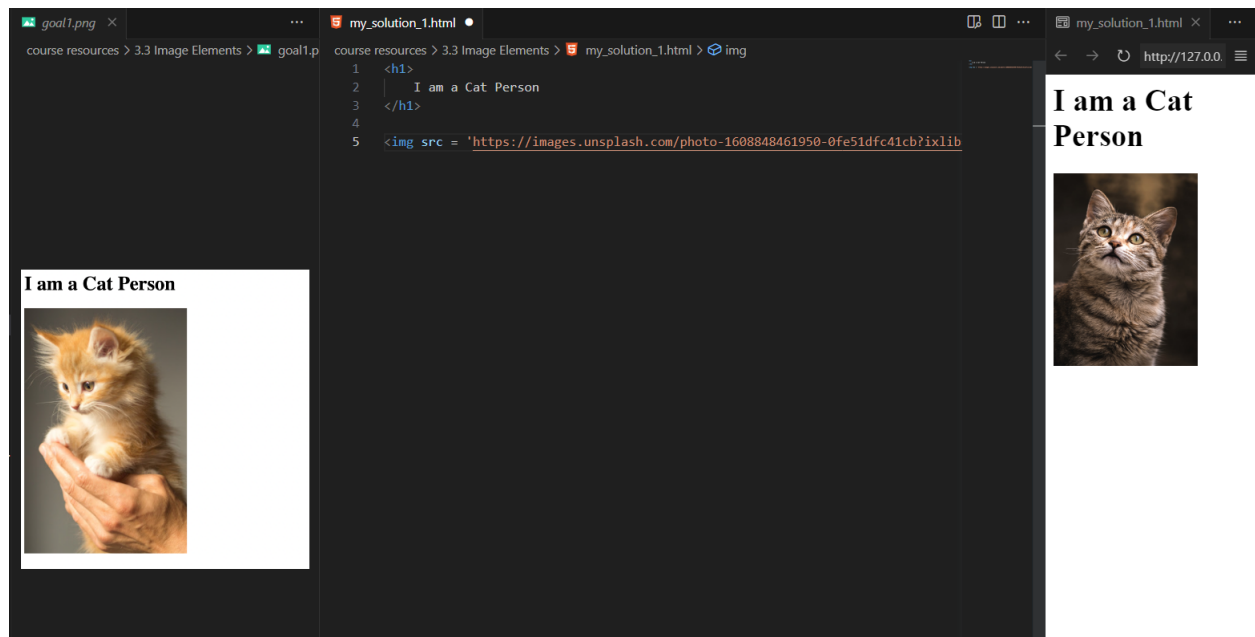 goal1.png
course resources > 3.3 Image Elements > goal1.p
I am a Cat Person
my_solution_1.html
course resources > 3.3 Image Elements > my_solution_1.html > img
1 <h1>
2 I am a Cat Person
3 </h1>
4
5 <img src = 'https://images.unsplash.com/photo-1608848461950-0fe51dfc41cb?ixlib
my_solution_1.html
http://127.0.0.
I am a Cat
Person